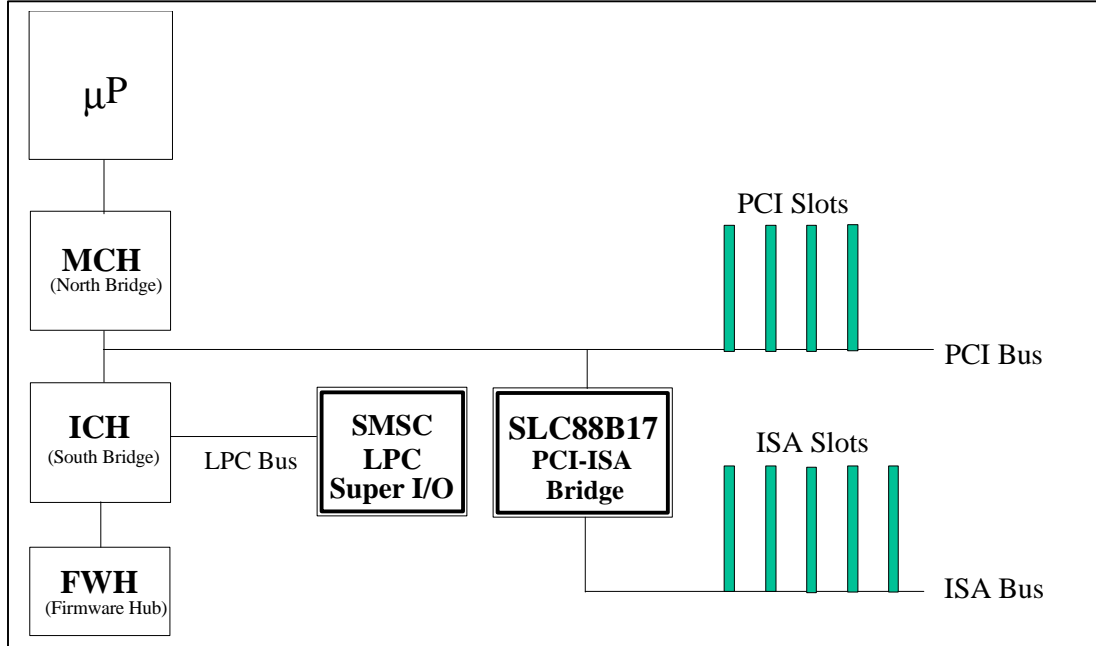 μP
MCH
(North Bridge)
PCI Slots
PCI Bus
ICH
(South Bridge)
LPC Bus
SMSC
LPC
Super I/O
SLC88B17
PCI-ISA
Bridge
ISA Slots
FWH
(Firmware Hub)
ISA Bus